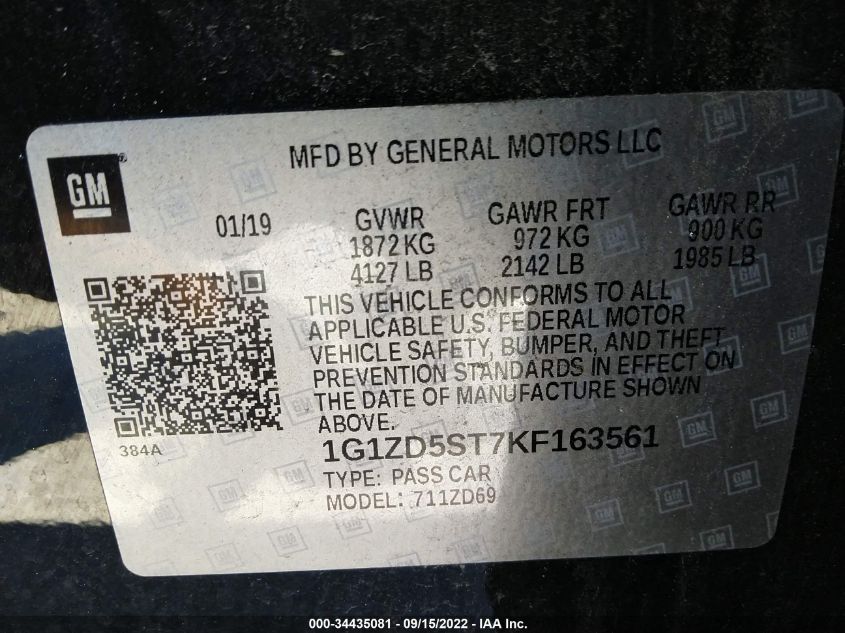 MFD BY GENERAL MOTORS LLC
GM
01/19
GVWR
1872 KG
4127 LB
GAWR FRT
972 KG
2142 LB
GAWR RR
900 KG
1985 LB
THIS VEHICLE CONFORMS TO ALL
APPLICABLE U.S. FEDERAL MOTOR
VEHICLE SAFETY, BUMPER, AND THEFT
PREVENTION STANDARDS IN EFFECT ON
THE DATE OF MANUFACTURE SHOWN
ABOVE.
384A
1G1ZD5ST7KF163561
TYPE: PASS CAR
MODEL: 711ZD69
000-34435081 - 09/15/2022 - IAA Inc.